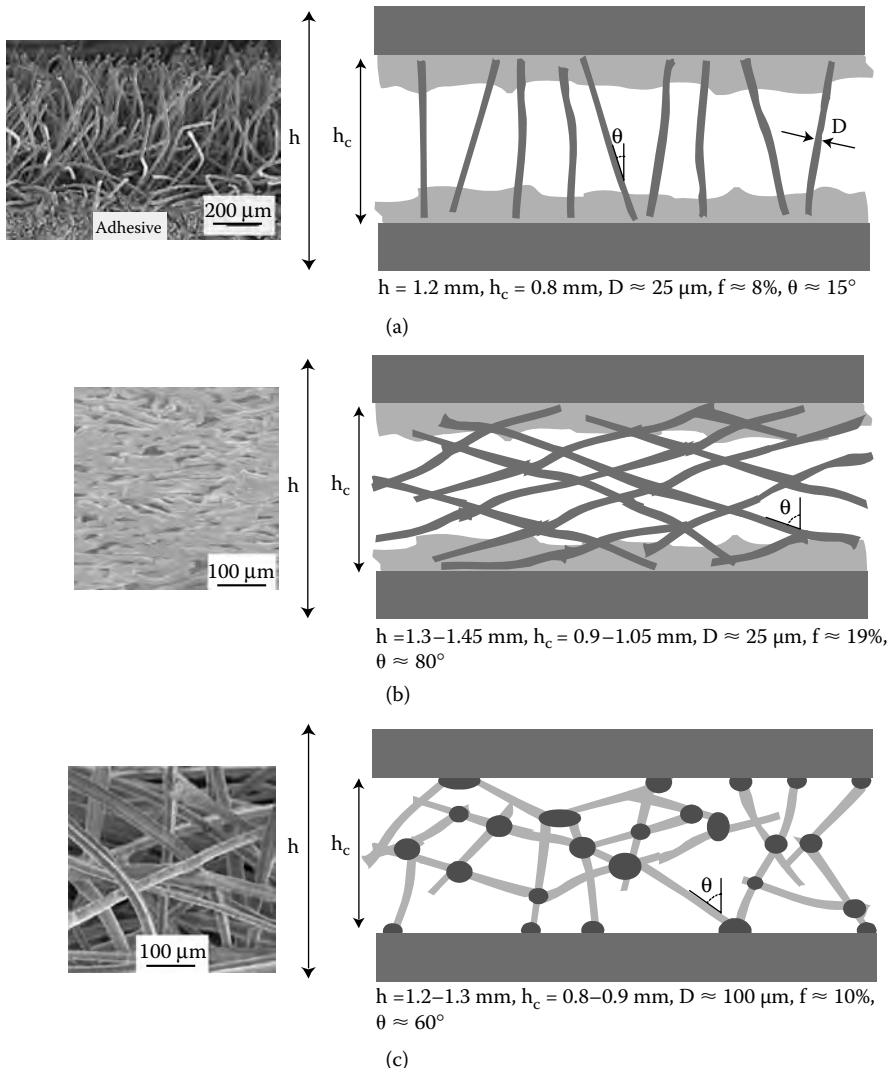 200 μm
Adhesive
h
h_c
θ
D
h = 1.2 mm, h_c = 0.8 mm, D ≈ 25 μm, f ≈ 8%, θ ≈ 15°
(a)
100 μm
h
h_c
θ
h =1.3–1.45 mm, h_c = 0.9–1.05 mm, D ≈ 25 μm, f ≈ 19%,
θ ≈ 80°
(b)
100 μm
h
h_c
θ
h =1.2–1.3 mm, h_c = 0.8–0.9 mm, D ≈ 100 μm, f ≈ 10%,
θ ≈ 60°
(c)